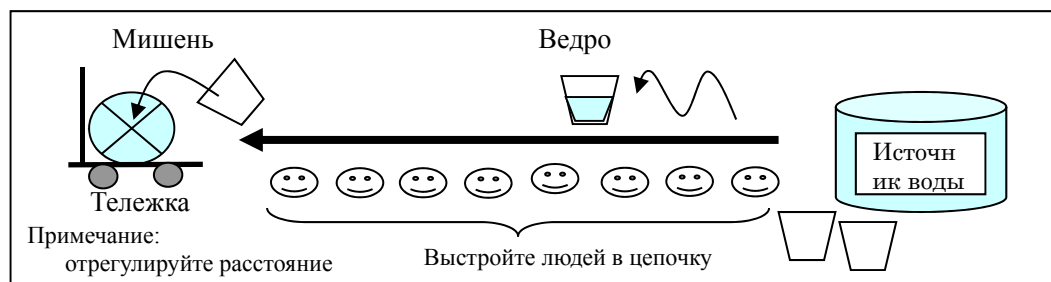 Мишень
Ведро
Источн
ик воды
Тележка
Примечание:
отрегулируйте расстояние
Выстройте людей в цепочку